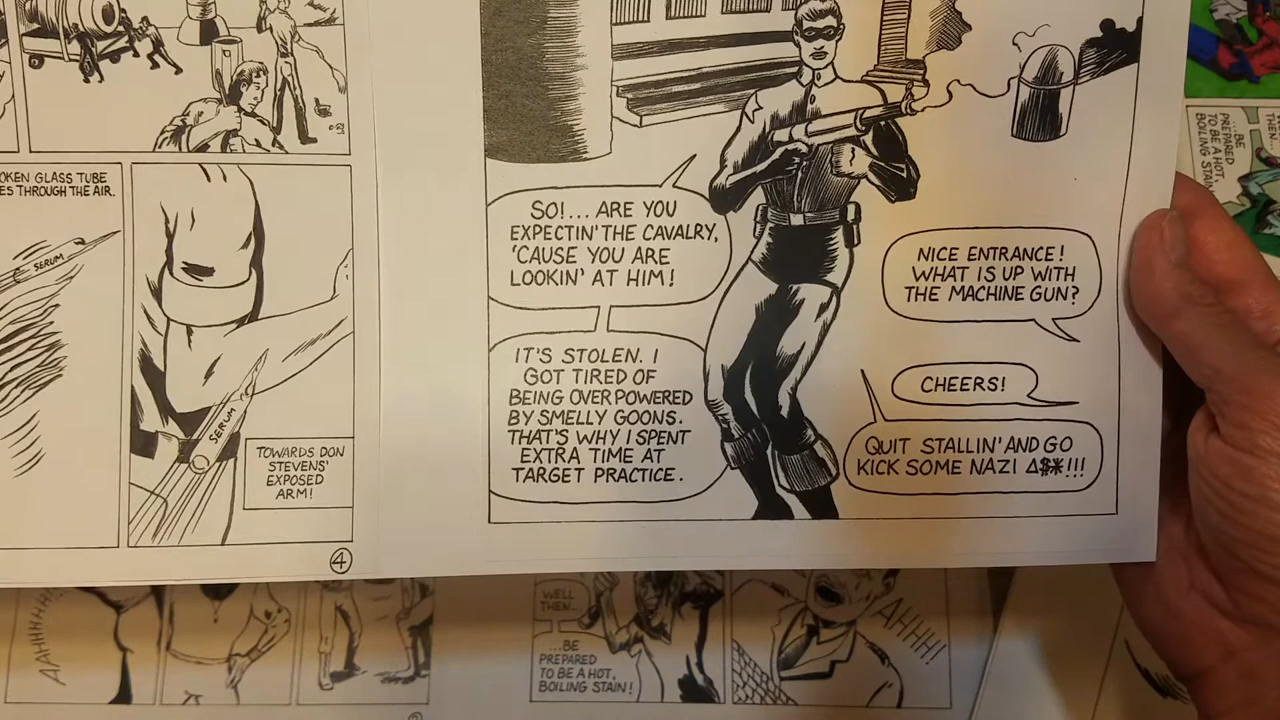 OKEN GLASS TUBE
ES THROUGH THE AIR.
SERUM
SERUM
TOWARDS DON
STEVENS'
EXPOSED
ARM!
4
SO!... ARE YOU
EXPECTIN' THE CAVALRY,
'CAUSE YOU ARE
LOOKIN' AT HIM!
IT'S STOLEN. I
GOT TIRED OF
BEING OVERPOWERED
BY SMELLY GOONS.
THAT'S WHY I SPENT
EXTRA TIME AT
TARGET PRACTICE.
NICE ENTRANCE!
WHAT IS UP WITH
THE MACHINE GUN?
CHEERS!
QUIT STALLIN' AND GO
KICK SOME NAZI Δ$*!!!
THEN...
...BE
PREPARED
TO BE A HOT,
BOILING STAIN
AAHHHH!
WELL
THEN...
...BE
PREPARED
TO BE A HOT,
BOILING STAIN!
AHHH!